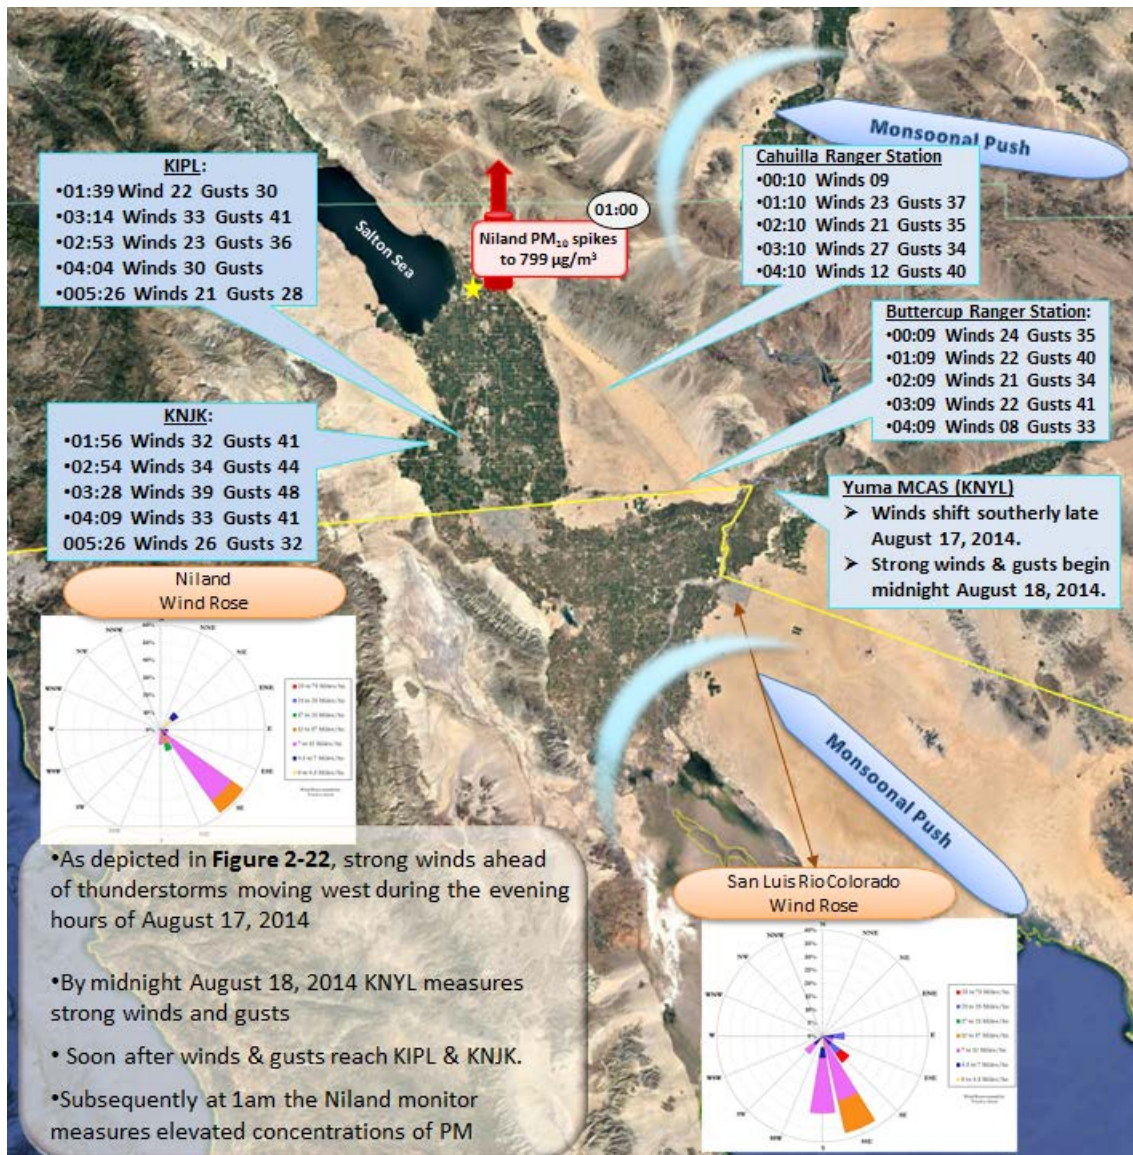 Monsoonal Push
KIPL:
•01:39 Wind 22 Gusts 30
•03:14 Winds 33 Gusts 41
•02:53 Winds 23 Gusts 36
•04:04 Winds 30 Gusts
•005:26 Winds 21 Gusts 28
Salton Sea
01:00
Niland PM10 spikes
to 799 µg/m³
Cahuilla Ranger Station
•00:10 Winds 09
•01:10 Winds 23 Gusts 37
•02:10 Winds 21 Gusts 35
•03:10 Winds 27 Gusts 34
•04:10 Winds 12 Gusts 40
Buttercup Ranger Station:
•00:09 Winds 24 Gusts 35
•01:09 Winds 22 Gusts 40
•02:09 Winds 21 Gusts 34
•03:09 Winds 22 Gusts 41
•04:09 Winds 08 Gusts 33
KNJK:
•01:56 Winds 32 Gusts 41
•02:54 Winds 34 Gusts 44
•03:28 Winds 39 Gusts 48
•04:09 Winds 33 Gusts 41
005:26 Winds 26 Gusts 32
Yuma MCAS (KNYL)
➢ Winds shift southerly late
August 17, 2014.
➢ Strong winds & gusts begin
midnight August 18, 2014.
Niland
Wind Rose
NNW
NNE
NW
NE
WNW
ENE
W
E
WSW
ESE
SW
SE
Monsoonal Push
•As depicted in Figure 2-22, strong winds ahead
of thunderstorms moving west during the evening
hours of August 17, 2014
•By midnight August 18, 2014 KNYL measures
strong winds and gusts
• Soon after winds & gusts reach KIPL & KNJK.
•Subsequently at 1am the Niland monitor
measures elevated concentrations of PM
San Luis Rio Colorado
Wind Rose
N
NNW
NNE
NW
NE
WNW
ENE
W
E
WSW
ESE
SW
SE
S